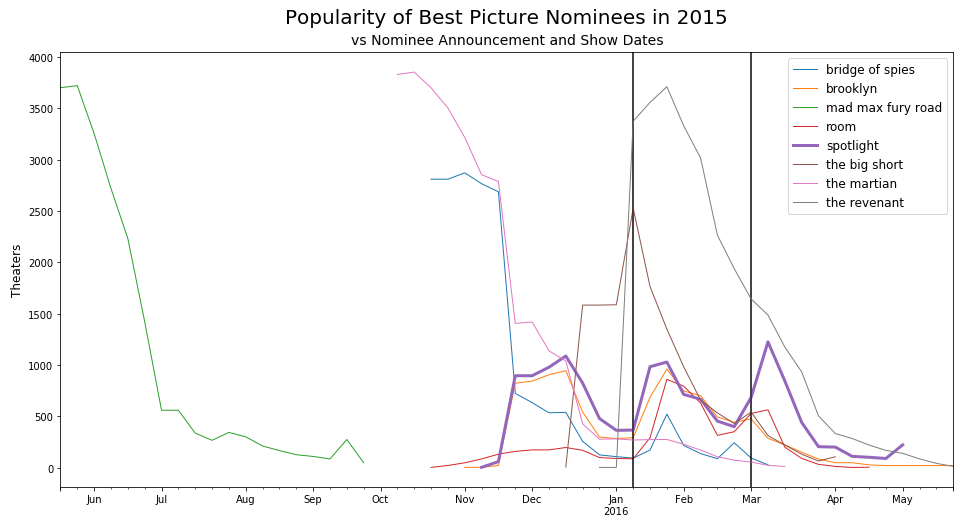 Popularity of Best Picture Nominees in 2015
vs Nominee Announcement and Show Dates
4000
3500
3000
2500
2000
1500
1000
500
0
Theaters
bridge of spies
brooklyn
mad max fury road
room
spotlight
the big short
the martian
the revenant
Jun
Jul
Aug
Sep
Oct
Nov
Dec
Jan
2016
Feb
Mar
Apr
May